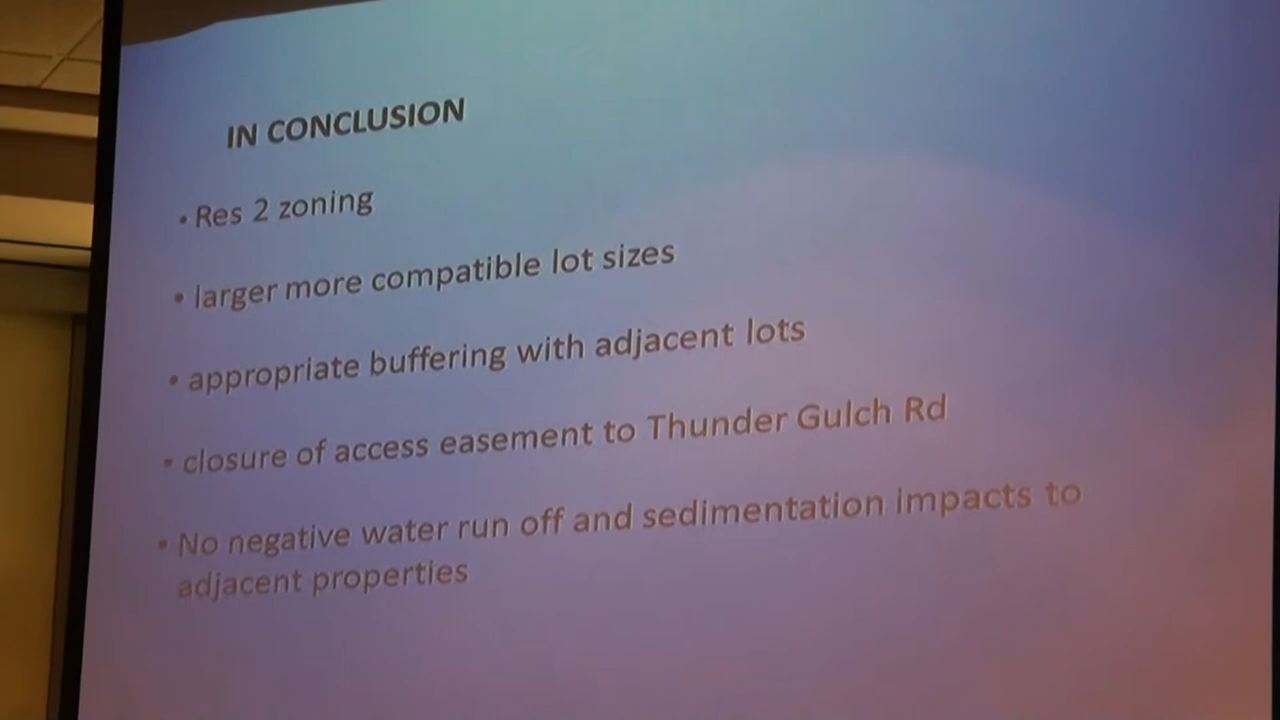 IN CONCLUSION
• Res 2 zoning
• larger more compatible lot sizes
• appropriate buffering with adjacent lots
• closure of access easement to Thunder Gulch Rd
• No negative water run off and sedimentation impacts to
adjacent properties